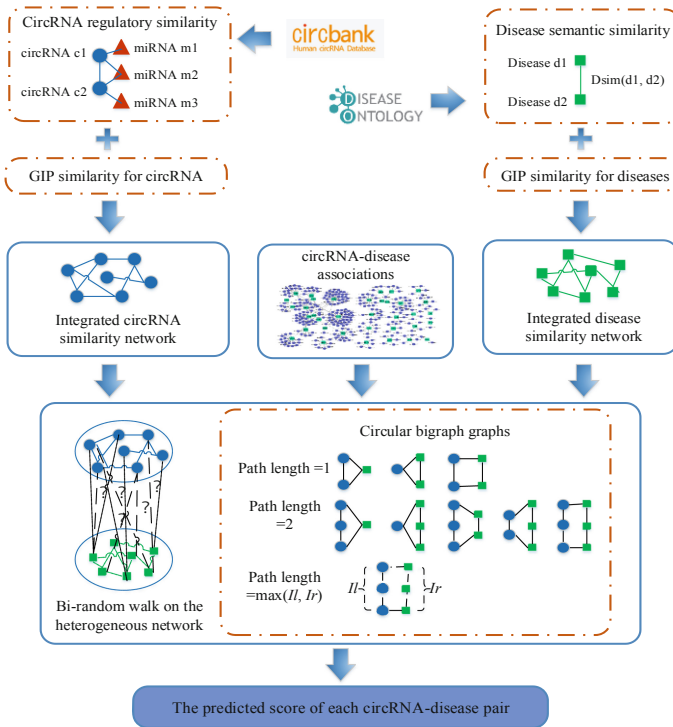 CircRNA regulatory similarity
circRNA c1
miRNA m1
miRNA m2
circRNA c2
miRNA m3
circbank
Human circRNA Database
DISEASE
ONTOLOGY
Disease semantic similarity
Disease d1
Dsim(d1, d2)
Disease d2
GIP similarity for circRNA
GIP similarity for diseases
Integrated circRNA
similarity network
circRNA-disease
associations
Integrated disease
similarity network
? ? ? ? ?
Bi-random walk on the
heterogeneous network
Circular bigraph graphs
Path length =1
Path length
=2
Path length
=max(Il, Ir)
Il
Ir
The predicted score of each circRNA-disease pair